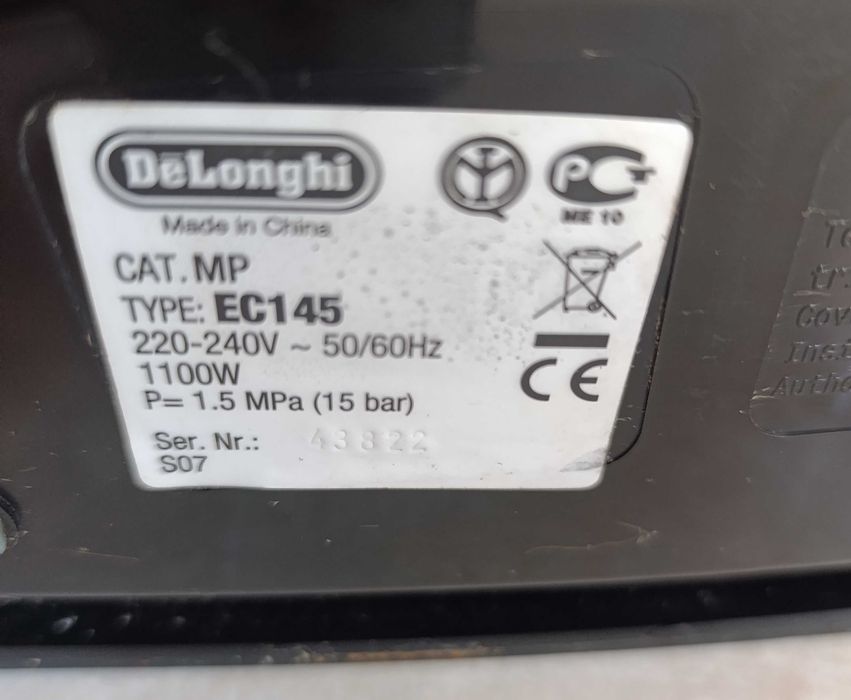 DēLonghi
Made in China
PC
ME 10
CAT. MP
TYPE: EC145
220-240V ~ 50/60Hz
1100W
P= 1.5 MPa (15 bar)
CE
Ser. Nr.: 43822
S07